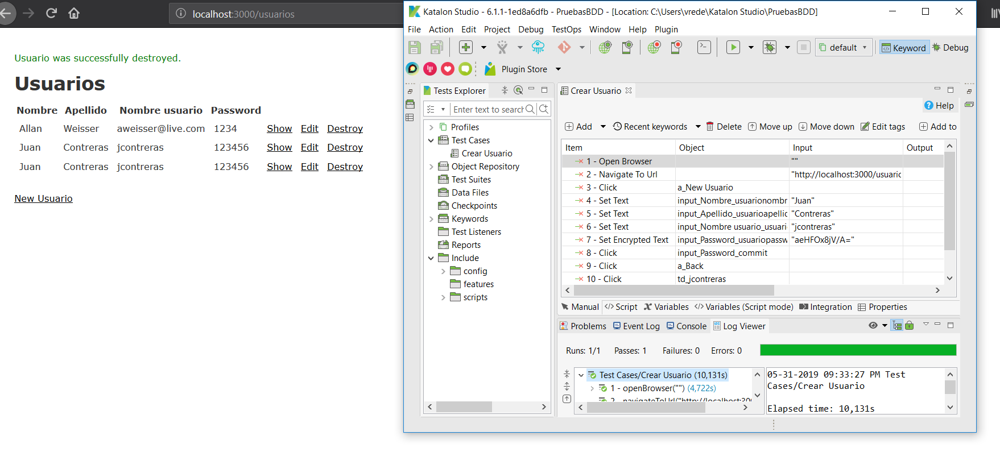 localhost:3000/usuarios
Usuario was successfully destroyed.
Usuarios
Nombre Apellido Nombre usuario Password
Allan Weisser aweisser@live.com 1234 Show Edit Destroy
Juan Contreras jcontreras 123456 Show Edit Destroy
Juan Contreras jcontreras 123456 Show Edit Destroy
New Usuario
Katalon Studio - 6.1.1-1ed8a6dfb - PruebasBDD - [Location: C:\Users\vrede\Katalon Studio\PruebasBDD]
File Action Edit Project Debug TestOps Window Help Plugin
default Keyword Debug
Plugin Store
Tests Explorer
Enter text to search
Profiles
Test Cases
Crear Usuario
Object Repository
Test Suites
Data Files
Checkpoints
Keywords
Test Listeners
Reports
Include
config
features
scripts
Crear Usuario
Help
Add Recent keywords Delete Move up Move down Edit tags Add to
Item Object Input Output
1 - Open Browser ""
2 - Navigate To Url "http://localhost:3000/usuaric
3 - Click a_New Usuario
4 - Set Text input_Nombre_usuarionombr "Juan"
5 - Set Text input_Apellido_usuarioapellic "Contreras"
6 - Set Text input_Nombre usuario_usuari "jcontreras"
7 - Set Encrypted Text input_Password_usuariopassw "aeHFOx8jV/A="
8 - Click input_Password_commit
9 - Click a_Back
10 - Click td_jcontreras
Manual Script Variables Variables (Script mode) Integration Properties
Problems Event Log Console Log Viewer
Runs: 1/1 Passes: 1 Failures: 0 Errors: 0
Test Cases/Crear Usuario (10,131s)
1 - openBrowser("") (4,722s)
2 - navigateToUrl("http://localhost:300
05-31-2019 09:33:27 PM Test
Cases/Crear Usuario
Elapsed time: 10,131s